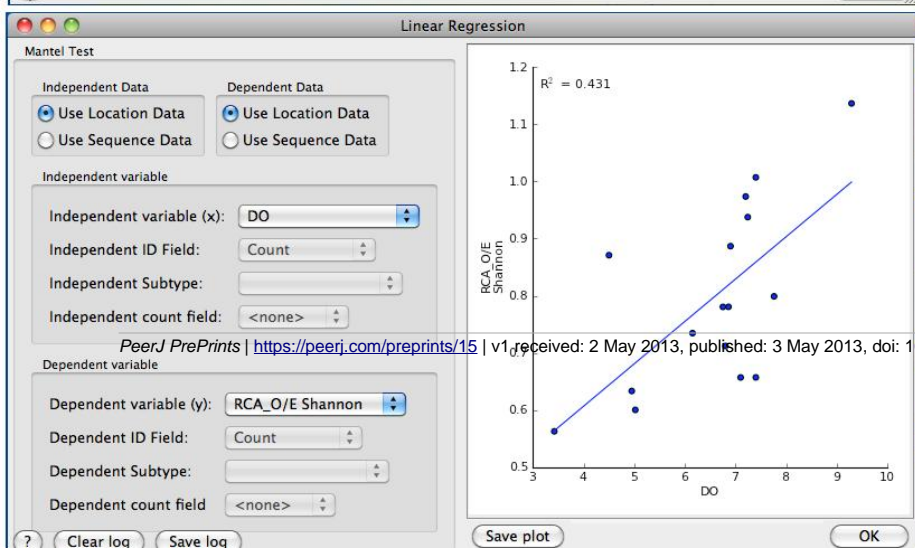 Linear Regression
Mantel Test
Independent Data
Dependent Data
Use Location Data
Use Location Data
Use Sequence Data
Use Sequence Data
Independent variable
Independent variable (x): DO
Independent ID Field: Count
Independent Subtype:
Independent count field: <none>
PeerJ PrePrints | https://peerj.com/preprints/15 | v1 received: 2 May 2013, published: 3 May 2013, doi: 1
Dependent variable
Dependent variable (y): RCA_O/E Shannon
Dependent ID Field: Count
Dependent Subtype:
Dependent count field <none>
? Clear log Save log
R² = 0.431
1.2
1.1
1.0
0.9
0.8
0.7
0.6
0.5
RCA_O/E
Shannon
3 4 5 6 7 8 9 10
DO
Save plot OK